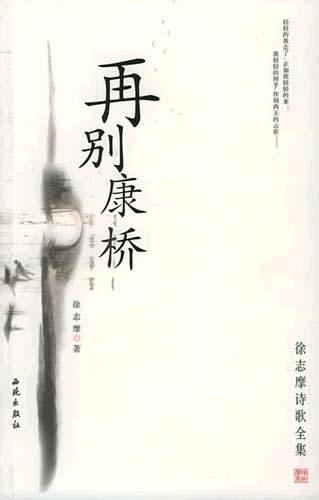 轻轻的我走了，正如我轻轻的来；
我轻轻的招手，作别西天的云彩——
再别康桥
徐志摩 著
徐志摩诗歌全集
西苑出版社